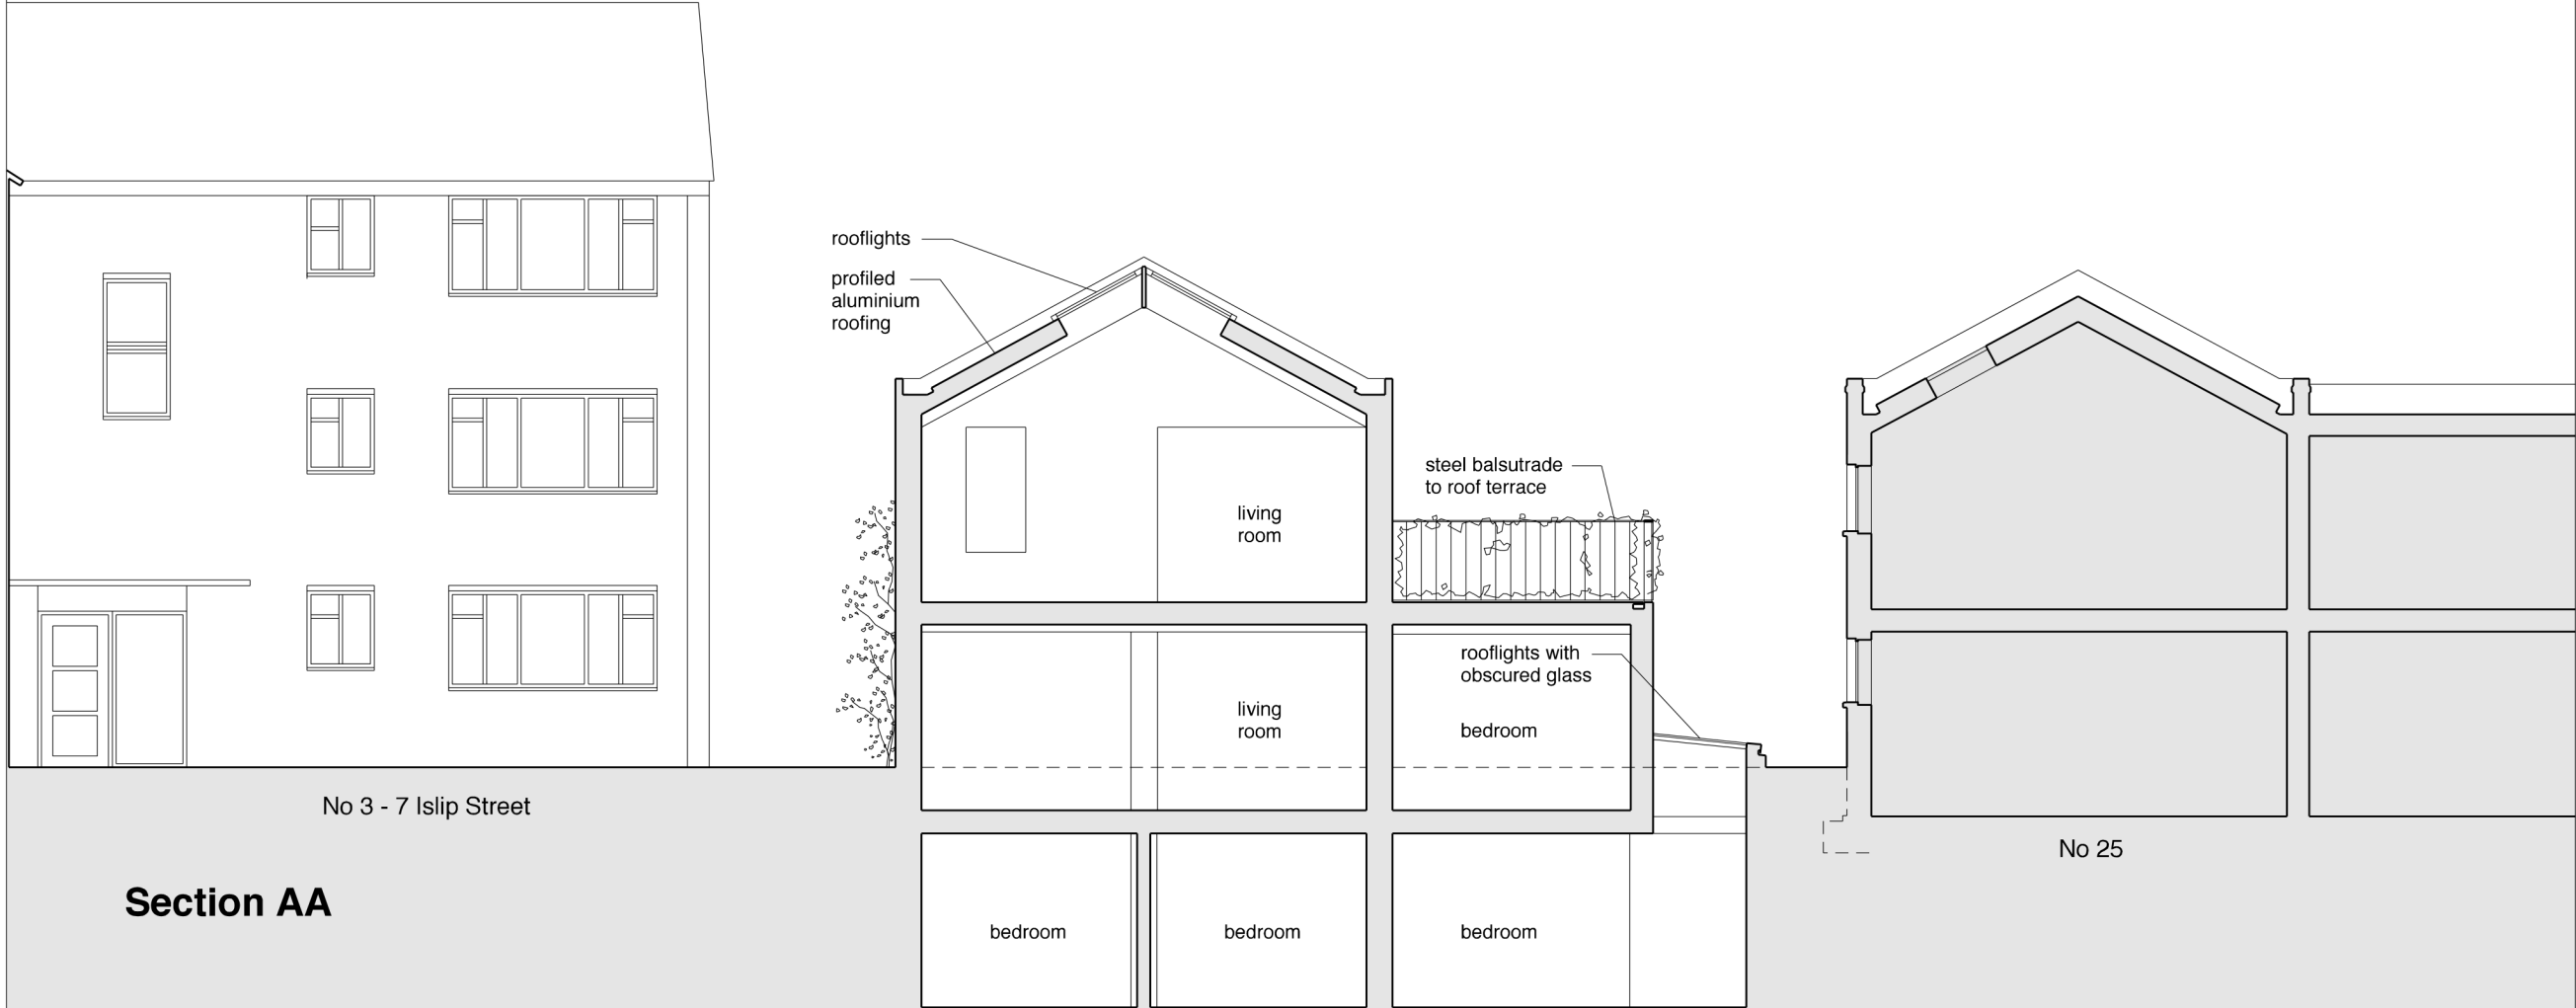 rooflights
profiled
aluminium
roofing
steel balsutrade
to roof terrace
living
room
rooflights with
obscured glass
living
room
bedroom
No 3 - 7 Islip Street
No 25
Section AA
bedroom
bedroom
bedroom